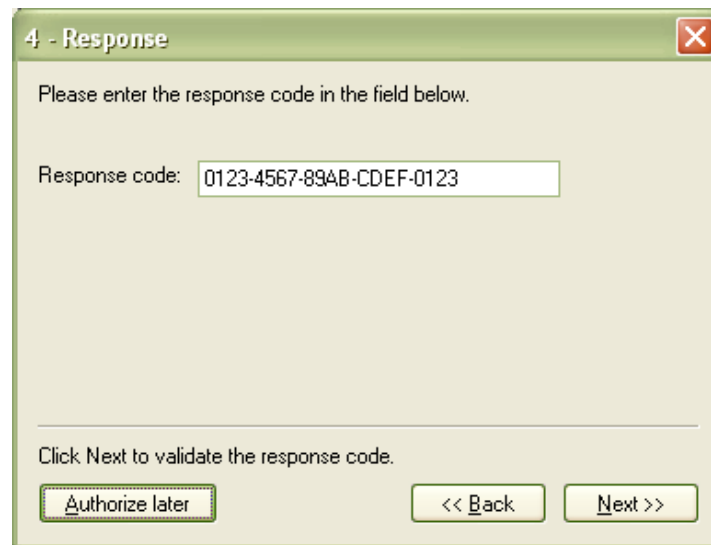 4 - Response
Please enter the response code in the field below.
Response code: 0123-4567-89AB-CDEF-0123
Click Next to validate the response code.
Authorize later << Back Next >>